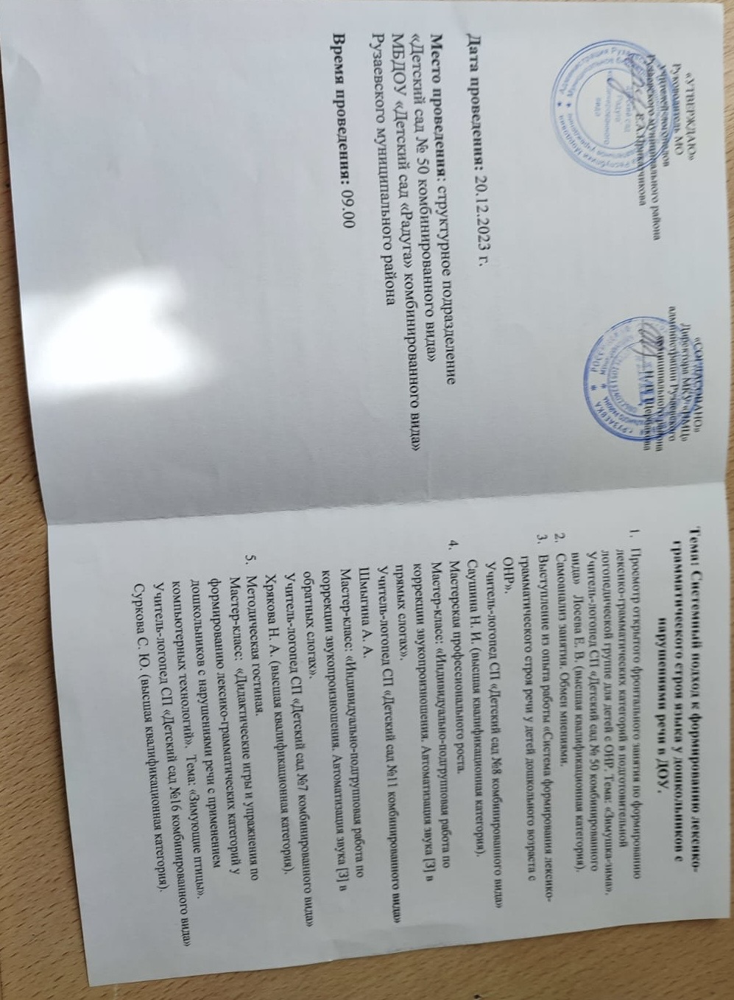 «УТВЕРЖДАЮ»
Руководитель МО
учителей-логопедов
Рузаевского муниципального района
Е.А.Приказчикова
«СОГЛАСОВАНО»
Директор МКУ «ИМЦ»
администрации Рузаевского
муниципального района
Н.Н. Щербакова
Дата проведения: 20.12.2023 г.
Место проведения: структурное подразделение
«Детский сад № 50 комбинированного вида»
МБДОУ «Детский сад «Радуга» комбинированного вида»
Рузаевского муниципального района
Время проведения: 09.00
Тема: Системный подход к формированию лексико-
грамматического строя языка у дошкольников с
нарушениями речи в ДОУ.
1. Просмотр открытого фронтального занятия по формированию
лексико-грамматических категорий в подготовительной
логопедической группе для детей с ОНР. Тема: «Зимушка-зима».
Учитель-логопед СП «Детский сад № 50 комбинированного
вида» Лосева Е. В. (высшая квалификационная категория).
2. Самоанализ занятия. Обмен мнениями.
3. Выступление из опыта работы «Система формирования лексико-
грамматического строя речи у детей дошкольного возраста с
ОНР».
Учитель-логопед СП «Детский сад №8 комбинированного вида»
Саушина Н. И. (высшая квалификационная категория).
4. Мастерская профессионального роста.
Мастер-класс: «Индивидуально-подгрупповая работа по
коррекции звукопроизношения. Автоматизация звука [З] в
прямых слогах».
Учитель-логопед СП «Детский сад №11 комбинированного вида»
Шмыгина А. А.
Мастер-класс: «Индивидуально-подгрупповая работа по
коррекции звукопроизношения. Автоматизация звука [З] в
обратных слогах».
Учитель-логопед СП «Детский сад №7 комбинированного вида»
Хрякова Н. А. (высшая квалификационная категория).
5. Методическая гостиная.
Мастер-класс: «Дидактические игры и упражнения по
формированию лексико-грамматических категорий у
дошкольников с нарушениями речи с применением
компьютерных технологий». Тема: «Зимующие птицы».
Учитель-логопед СП «Детский сад №16 комбинированного вида»
Суркова С. Ю. (высшая квалификационная категория).